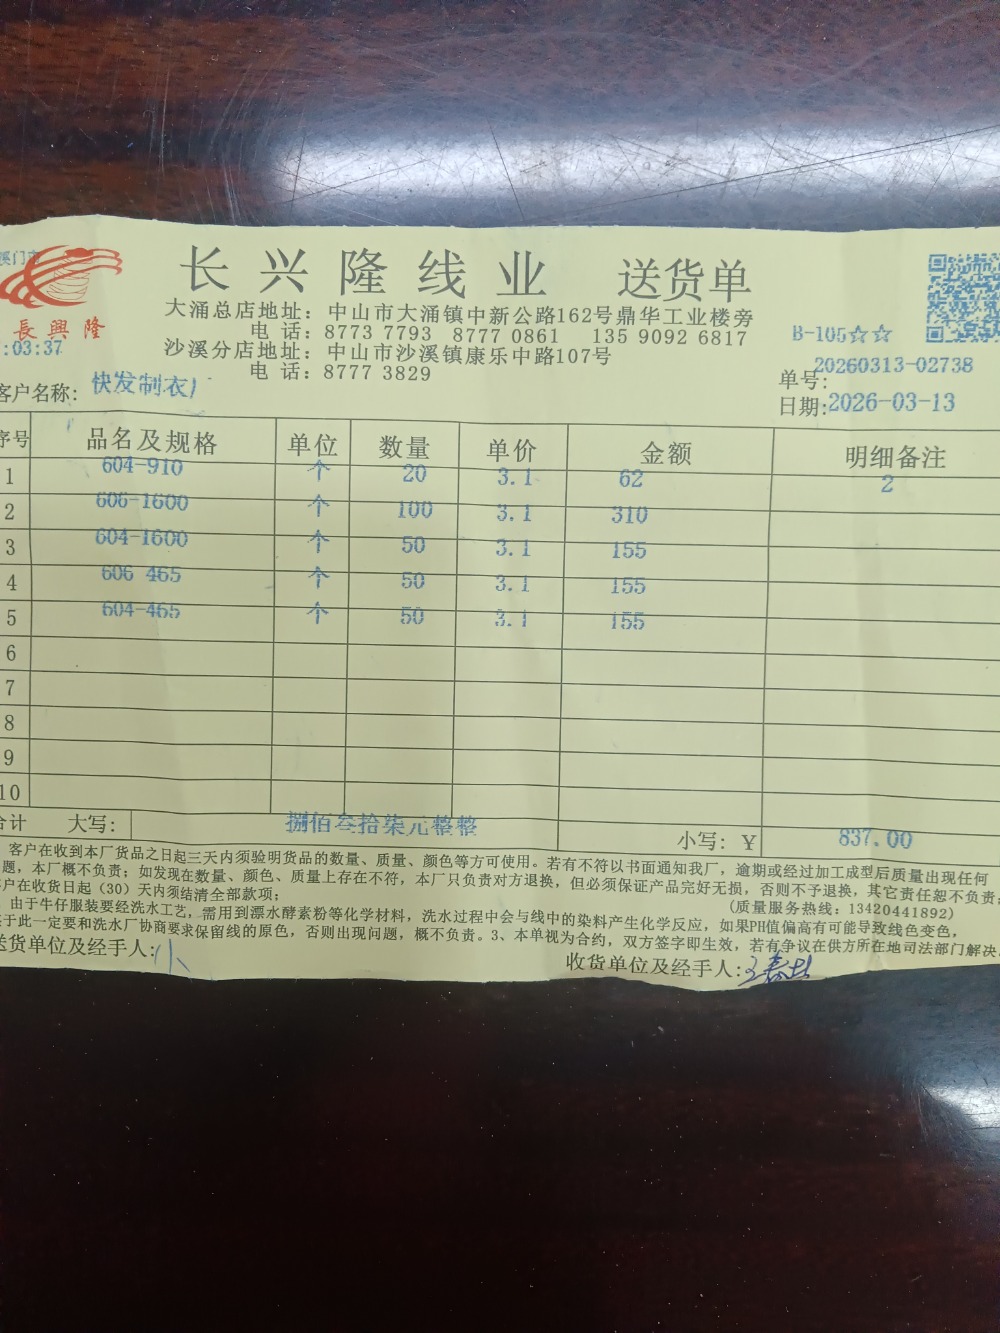 溪门市
長興隆
:03:37
长兴隆线业 送货单
大涌总店地址：中山市大涌镇中新公路162号鼎华工业楼旁
电 话：8773 7793 8777 0861 135 9092 6817
沙溪分店地址：中山市沙溪镇康乐中路107号
电 话：8777 3829
B-105☆☆
单号：20260313-02738
客户名称：快发制衣厂
日期：2026-03-13
序号 品名及规格 单位 数量 单价 金额 明细备注
1 604-910 个 20 3.1 62 2
2 606-1600 个 100 3.1 310
3 604-1600 个 50 3.1 155
4 606-465 个 50 3.1 155
5 604-465 个 50 3.1 155
6
7
8
9
10
合计 大写：捌佰叁拾柒元整整 小写：￥ 837.00
客户在收到本厂货品之日起三天内须验明货品的数量、质量、颜色等方可使用。若有不符以书面通知我厂，逾期或经过加工成型后质量出现任何
题，本厂概不负责；如发现在数量、颜色、质量上存在不符，本厂只负责对方退换，但必须保证产品完好无损，否则不予退换，其它责任恕不负责；
户在收货日起（30）天内须结清全部款项；
(质量服务热线：13420441892)
由于牛仔服装要经洗水工艺，需用到漂水酵素粉等化学材料，洗水过程中会与线中的染料产生化学反应，如果PH值偏高有可能导致线色变色，
于此一定要和洗水厂协商要求保留线的原色，否则出现问题，概不负责。3、本单视为合约，双方签字即生效，若有争议在供方所在地司法部门解决。
送货单位及经手人：小
收货单位及经手人：